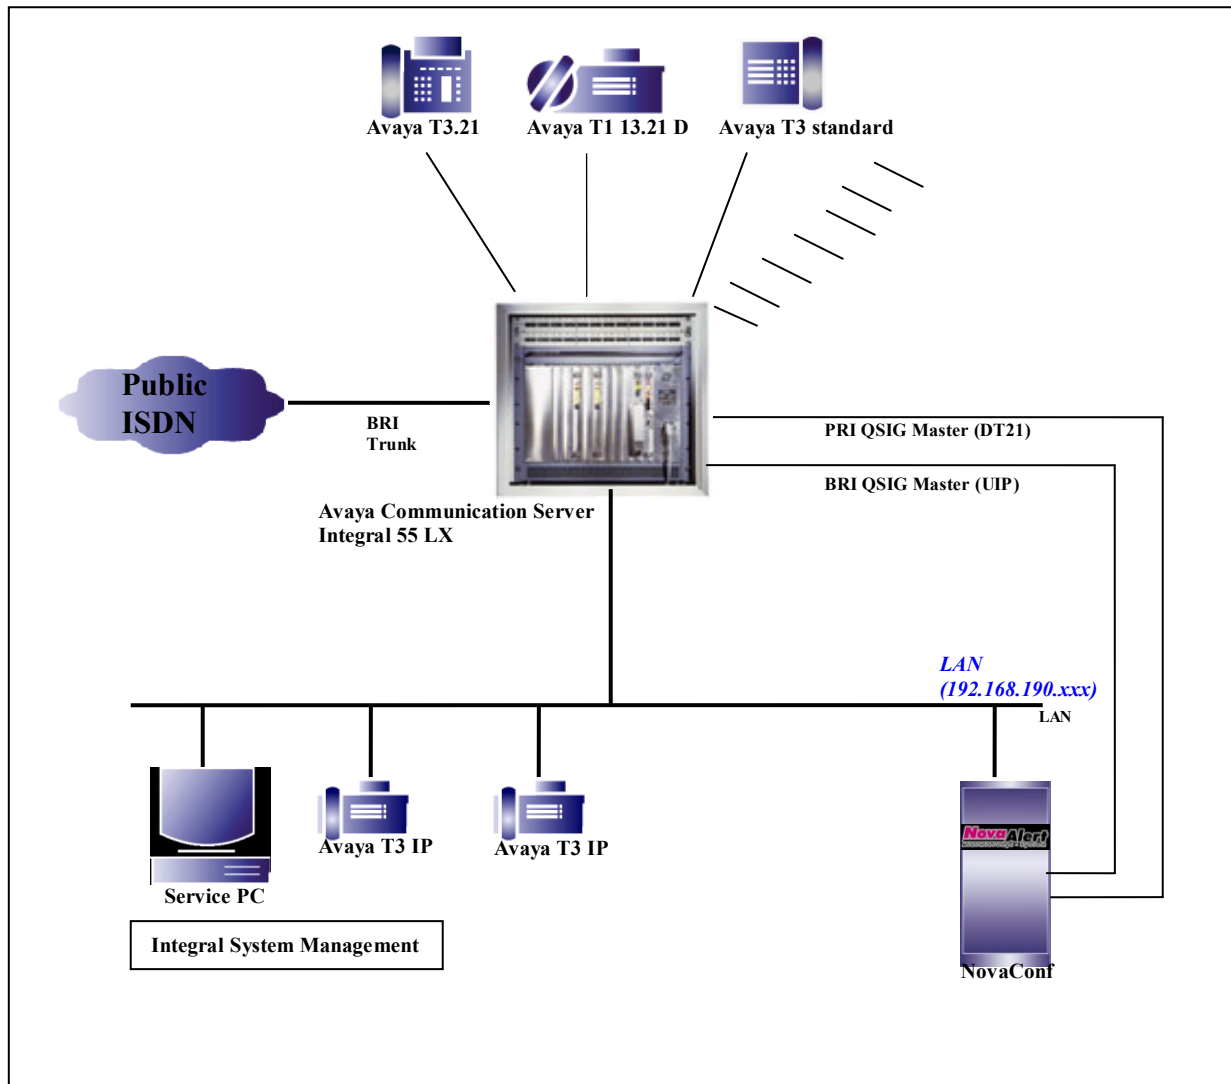 Avaya T3.21
Avaya T1 13.21 D
Avaya T3 standard
Public
ISDN
BRI
Trunk
PRI QSIG Master (DT21)
BRI QSIG Master (UIP)
Avaya Communication Server
Integral 55 LX
LAN
(192.168.190.xxx)
LAN
Avaya T3 IP
Avaya T3 IP
Service PC
Integral System Management
NovaAlert
NovaConf